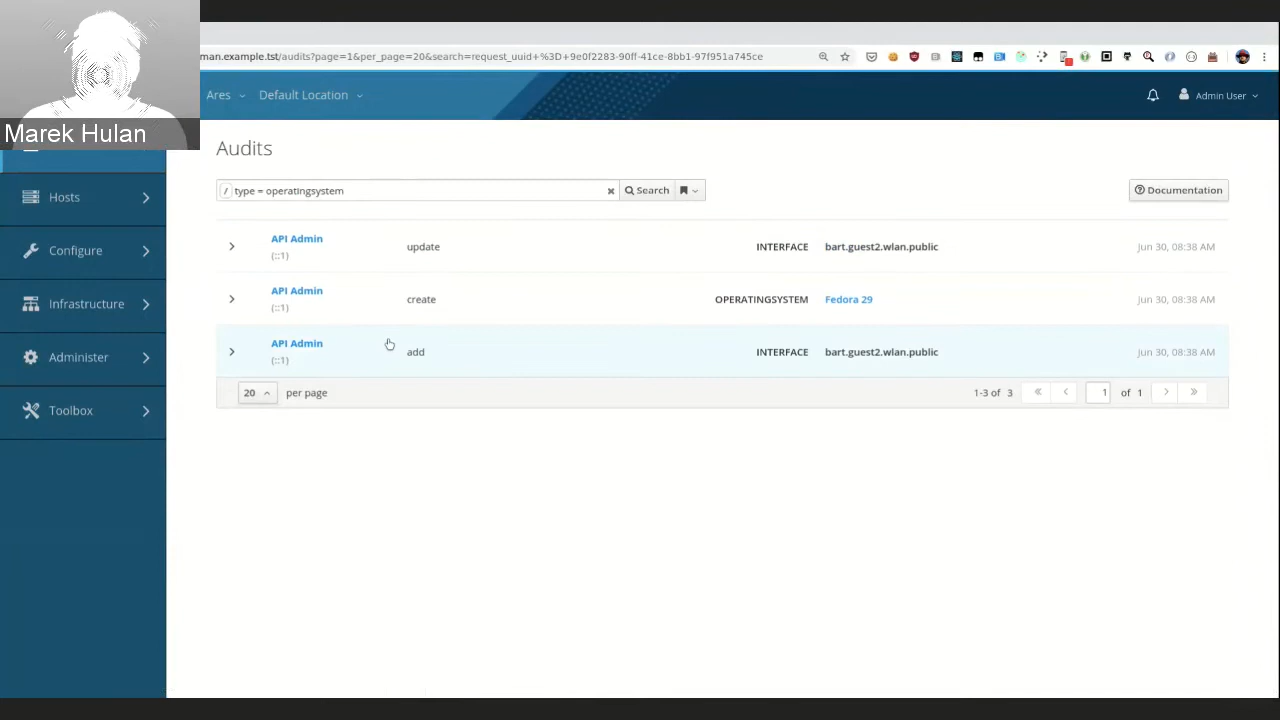 man.example.tst/audits?page=1&per_page=20&search=request_uuid+%3D+9e0f2283-90ff-41ce-8bb1-97f951a745ce
Marek Hulan
Ares Default Location Admin User
Audits
/ type = operatingsystem Search Documentation
Hosts
Configure
Infrastructure
Administer
Toolbox
API Admin update INTERFACE bart.guest2.wlan.public Jun 30, 08:38 AM
(::1)
API Admin create OPERATINGSYSTEM Fedora 29 Jun 30, 08:38 AM
(::1)
API Admin add INTERFACE bart.guest2.wlan.public Jun 30, 08:38 AM
(::1)
20 per page 1-3 of 3 1 of 1